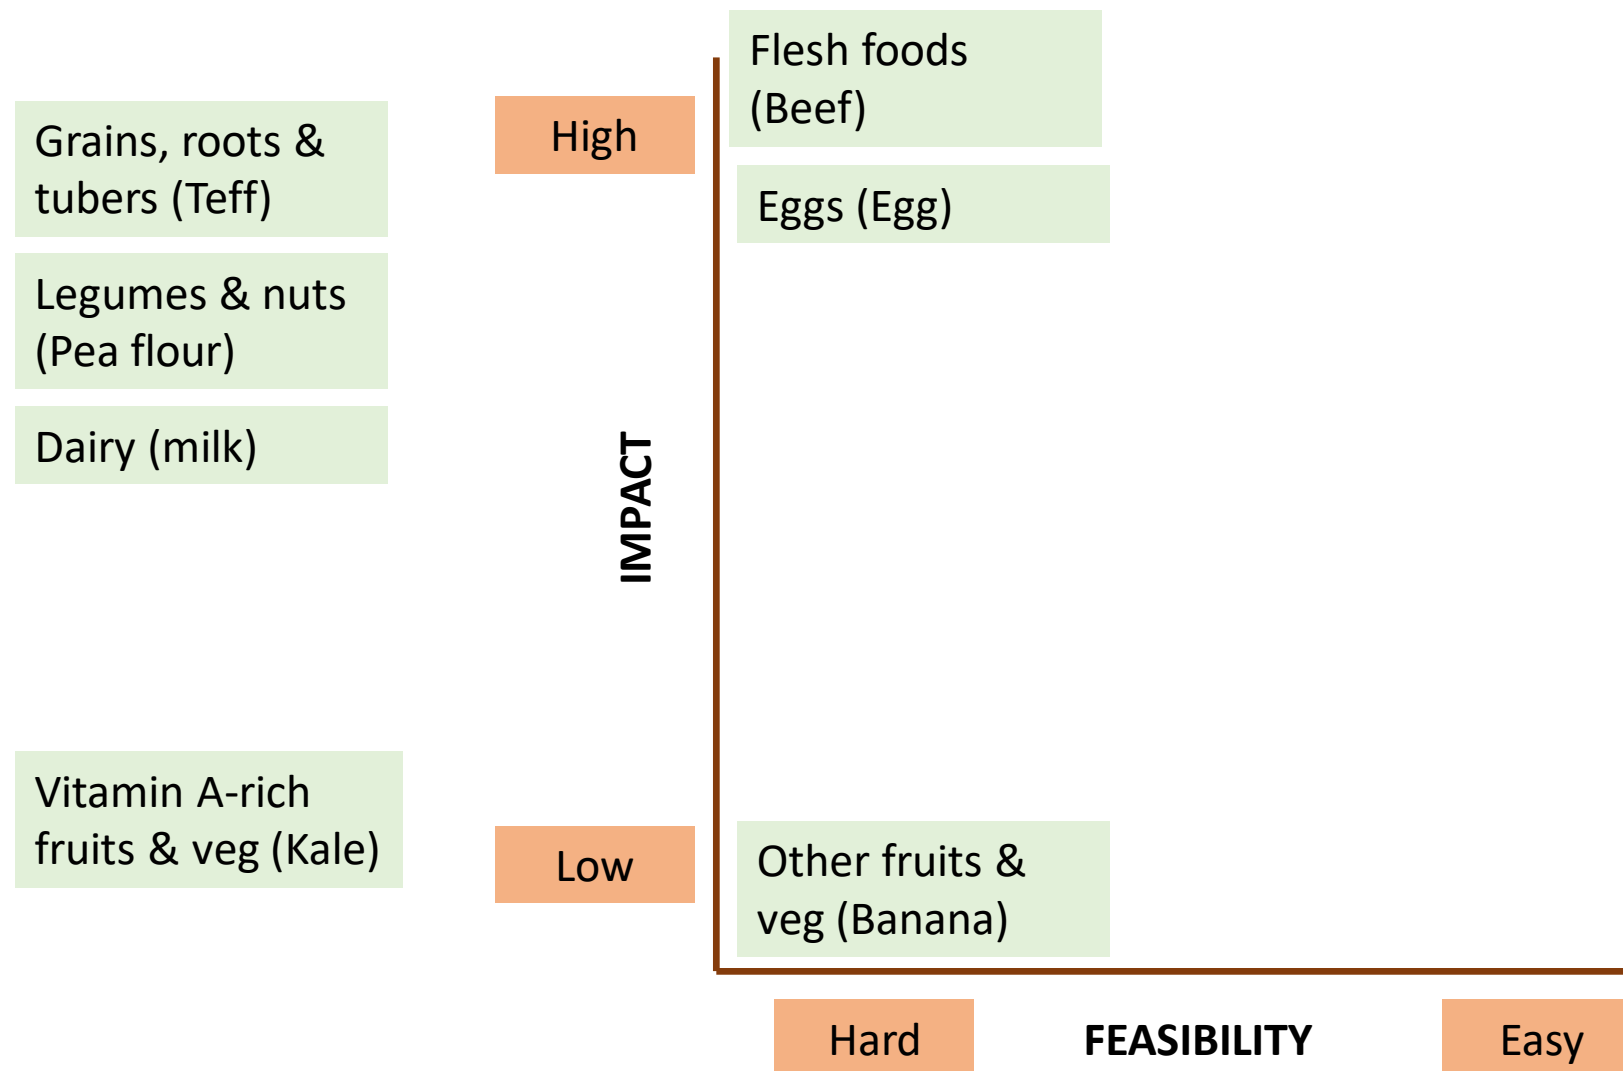 Flesh foods
(Beef)
Grains, roots &
tubers (Teff)
High
Eggs (Egg)
Legumes & nuts
(Pea flour)
Dairy (milk)
IMPACT
Vitamin A-rich
fruits & veg (Kale)
Low
Other fruits &
veg (Banana)
Hard
FEASIBILITY
Easy